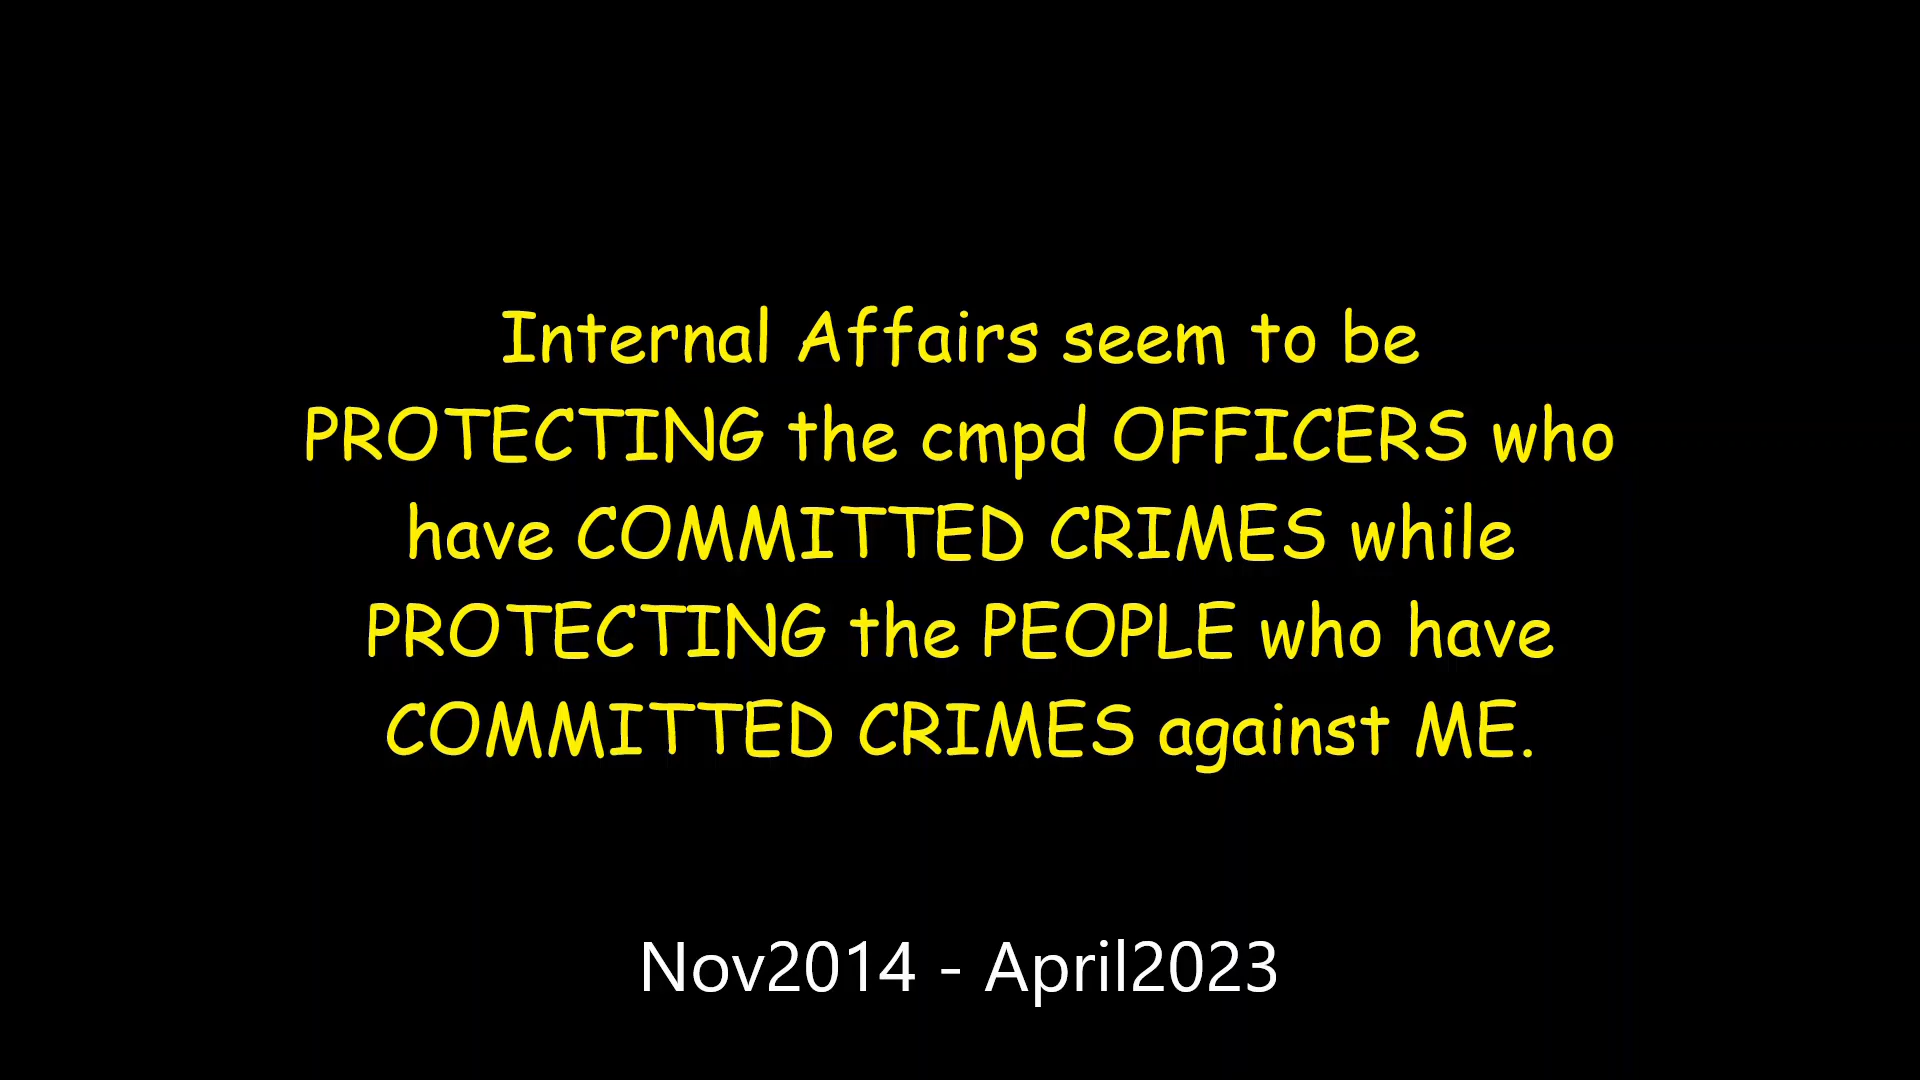 Internal Affairs seem to be
PROTECTING the cmpd OFFICERS who
have COMMITTED CRIMES while
PROTECTING the PEOPLE who have
COMMITTED CRIMES against ME.
Nov2014 - April2023